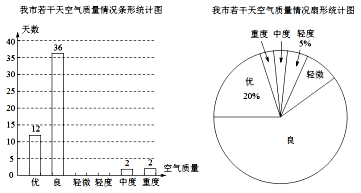 我市若干天空气质量情况条形统计图
天数
40
35
30
25
20
15
10
5
0
12
36
2
2
优
良
轻微
轻度
中度
重度
空气质量
我市若干天空气质量情况扇形统计图
重度
中度
轻度
5%
轻微
优
20%
良